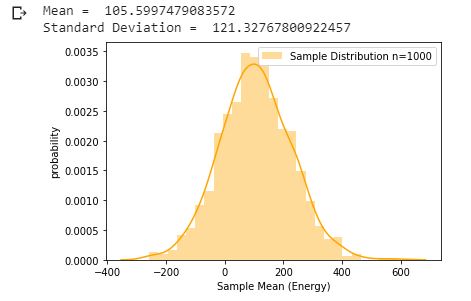 Mean =  105.5997479083572
Standard Deviation =  121.32767800922457
Sample Distribution n=1000
0.0035
0.0030
0.0025
0.0020
0.0015
0.0010
0.0005
0.0000
probability
−400 −200 0 200 400 600
Sample Mean (Energy)